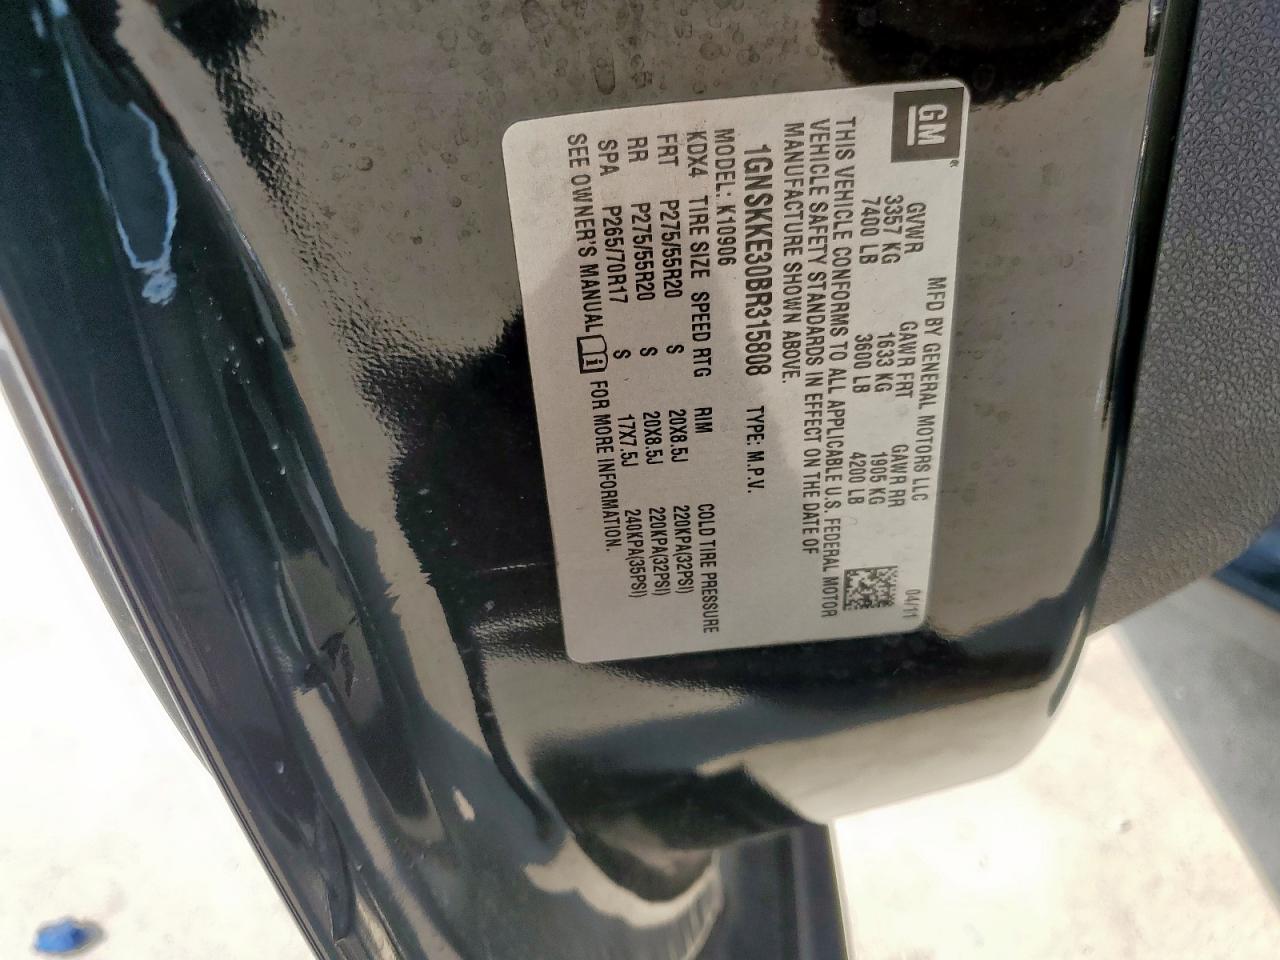 GM
MFD BY GENERAL MOTORS LLC 04/11
GVWR GAWR FRT GAWR RR
3357 KG 1633 KG 1905 KG
7400 LB 3600 LB 4200 LB
THIS VEHICLE CONFORMS TO ALL APPLICABLE U.S. FEDERAL MOTOR
VEHICLE SAFETY STANDARDS IN EFFECT ON THE DATE OF
MANUFACTURE SHOWN ABOVE.
1GNSKKE30BR315808 TYPE: M.P.V.
MODEL: K10906
KDX4 TIRE SIZE SPEED RTG RIM COLD TIRE PRESSURE
FRT P275/55R20 S 20X8.5J 220KPA(32PSI)
RR P275/55R20 S 20X8.5J 220KPA(32PSI)
SPA P265/70R17 S 17X7.5J 240KPA(35PSI)
SEE OWNER'S MANUAL i FOR MORE INFORMATION.